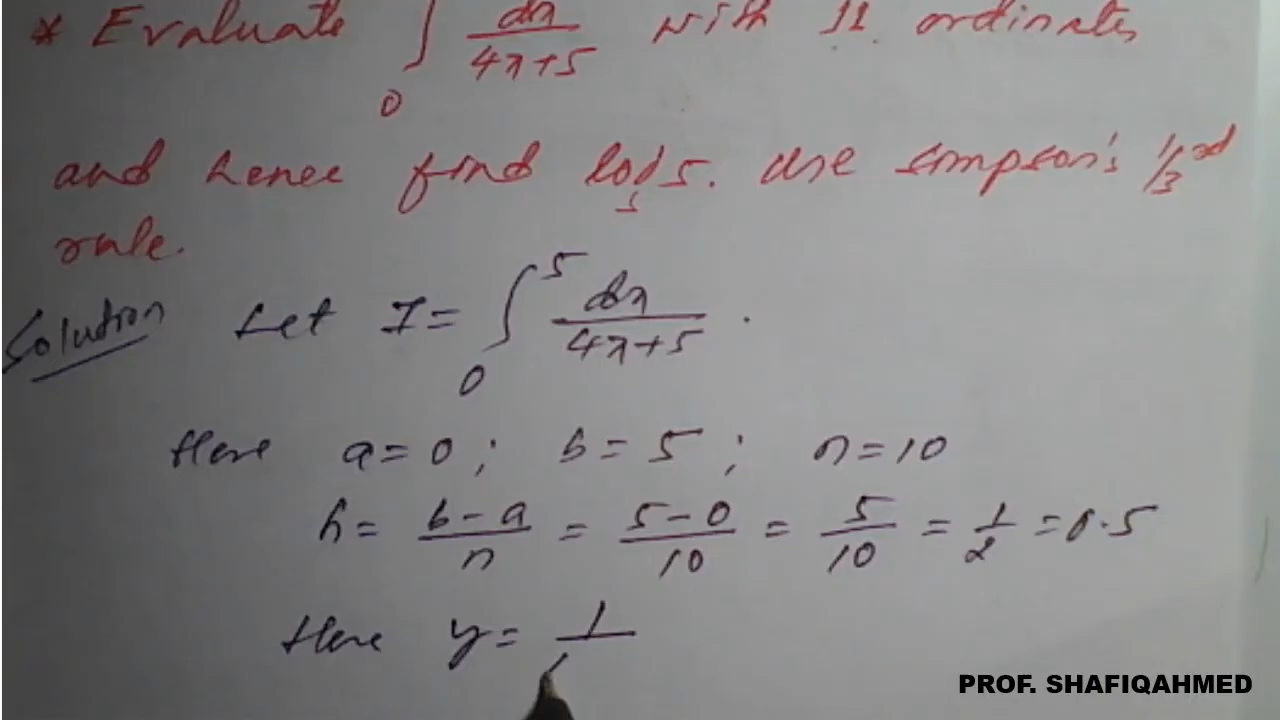 * Evaluate ∫ dx/(4x+5) with 11 ordinates
0
and hence find log 5. Use simpson's 1/3rd
rule.
Solution Let I = ∫₀⁵ dx/(4x+5) .
Here a = 0 ; b = 5 ; n = 10
h = (b-a)/n = (5-0)/10 = 5/10 = 1/2 = 0.5
Here y = 1/
PROF. SHAFIQAHMED